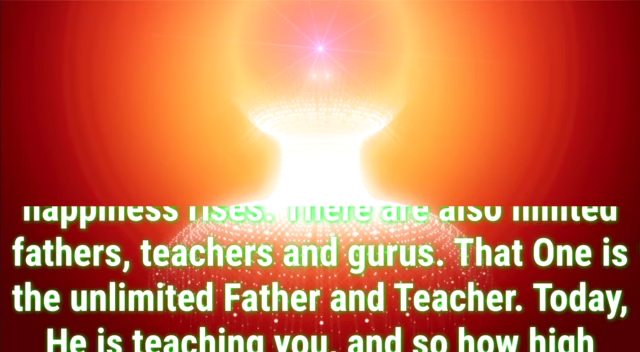 happiness rises. There are also limited
fathers, teachers and gurus. That One is
the unlimited Father and Teacher. Today,
He is teaching you, and so how high